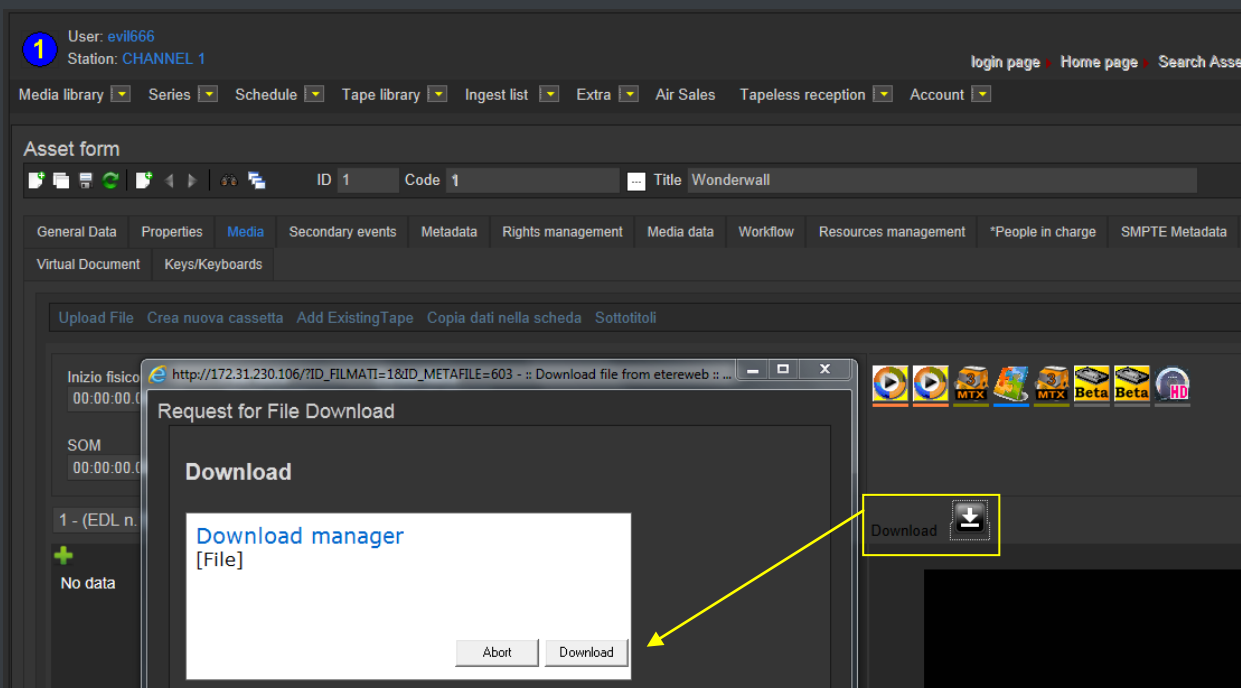 1
User: evil666
Station: CHANNEL 1
login page Home page Search Asse
Media library Series Schedule Tape library Ingest list Extra Air Sales Tapeless reception Account
Asset form
ID 1 Code 1 ... Title Wonderwall
General Data Properties Media Secondary events Metadata Rights management Media data Workflow Resources management *People in charge SMPTE Metadata
Virtual Document Keys/Keyboards
Upload File Crea nuova cassetta Add ExistingTape Copia dati nella scheda Sottotitoli
Inizio fisico
00:00:00.0
SOM
00:00:00.0
1 - (EDL n.
No data
http://172.31.230.106/?ID_FILMATI=1&ID_METAFILE=603 - :: Download file from etereweb :: ...
Request for File Download
Download
Download manager
[File]
Abort Download
MTX MTX Beta Beta HD
Download